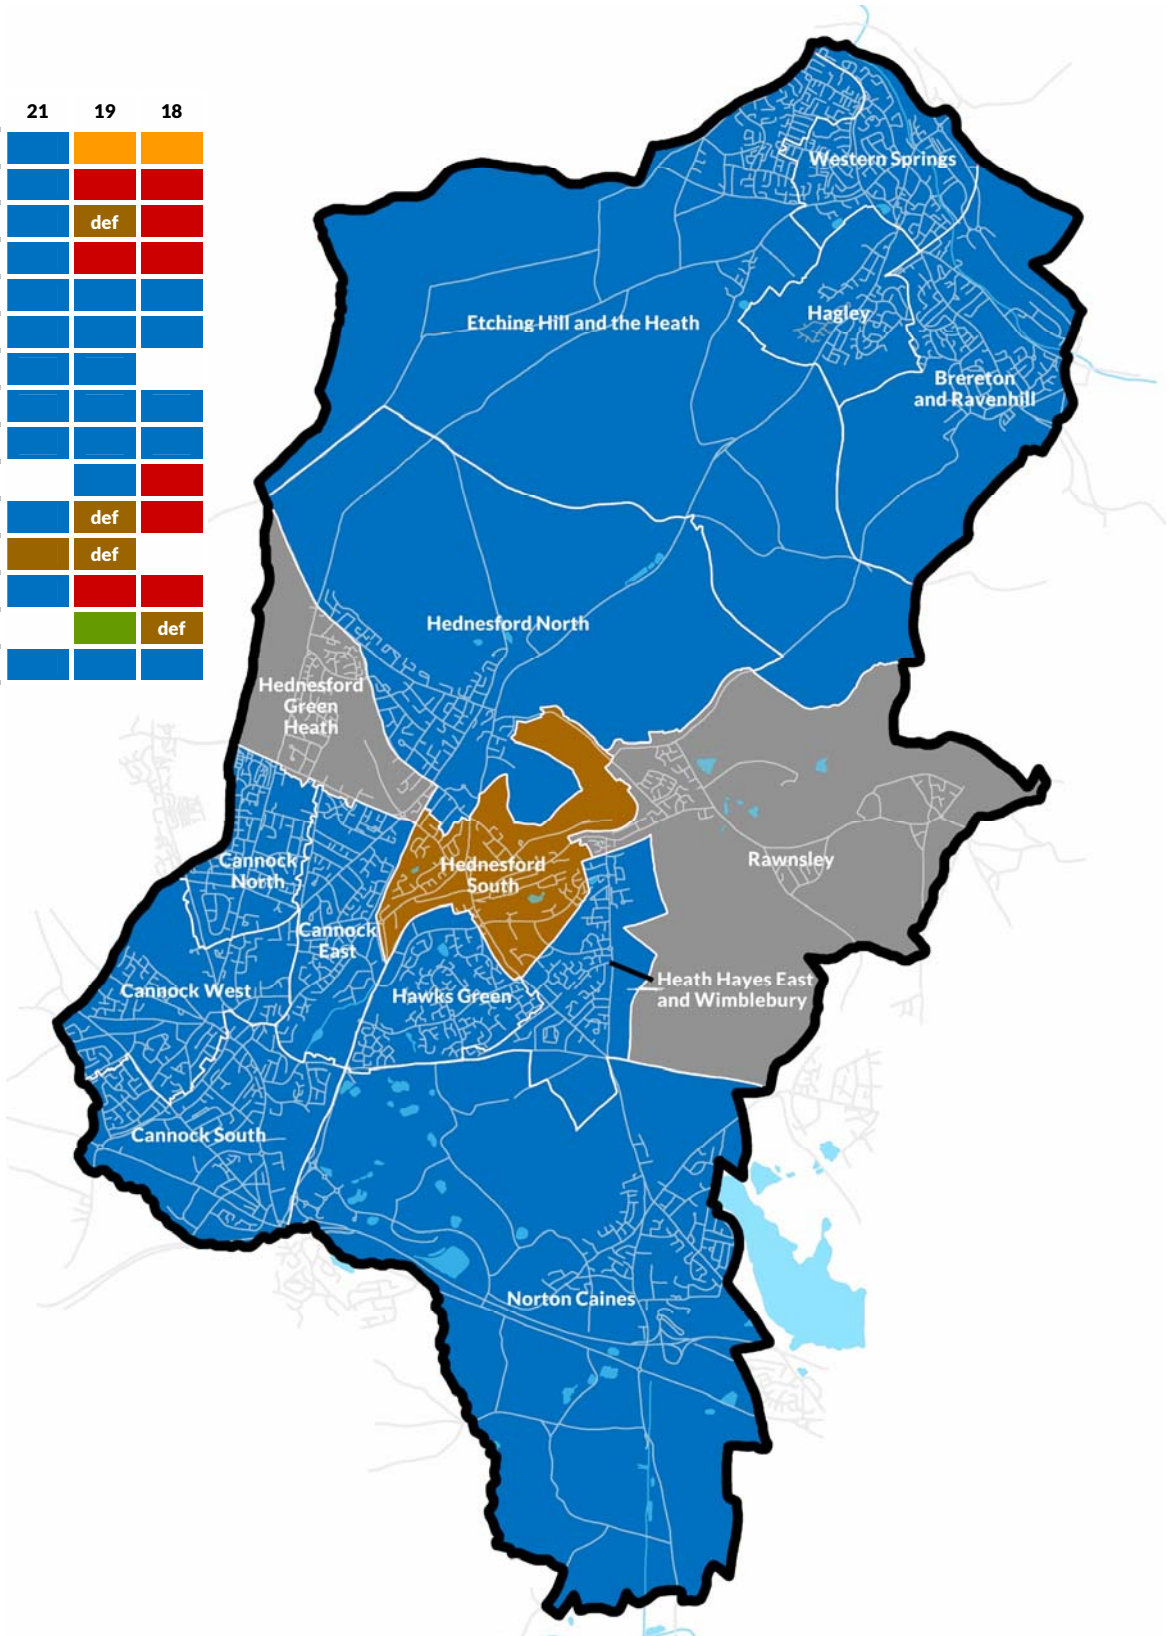 21 19 18
def
def
def
def
Western Springs
Etching Hill and the Heath
Hagley
Brereton
and Ravenhill
Hednesford North
Hednesford
Green
Heath
Cannock
North
Hednesford
South
Rawnsley
Cannock
East
Cannock West
Hawks Green
Heath Hayes East
and Wimblebury
Cannock South
Norton Caines